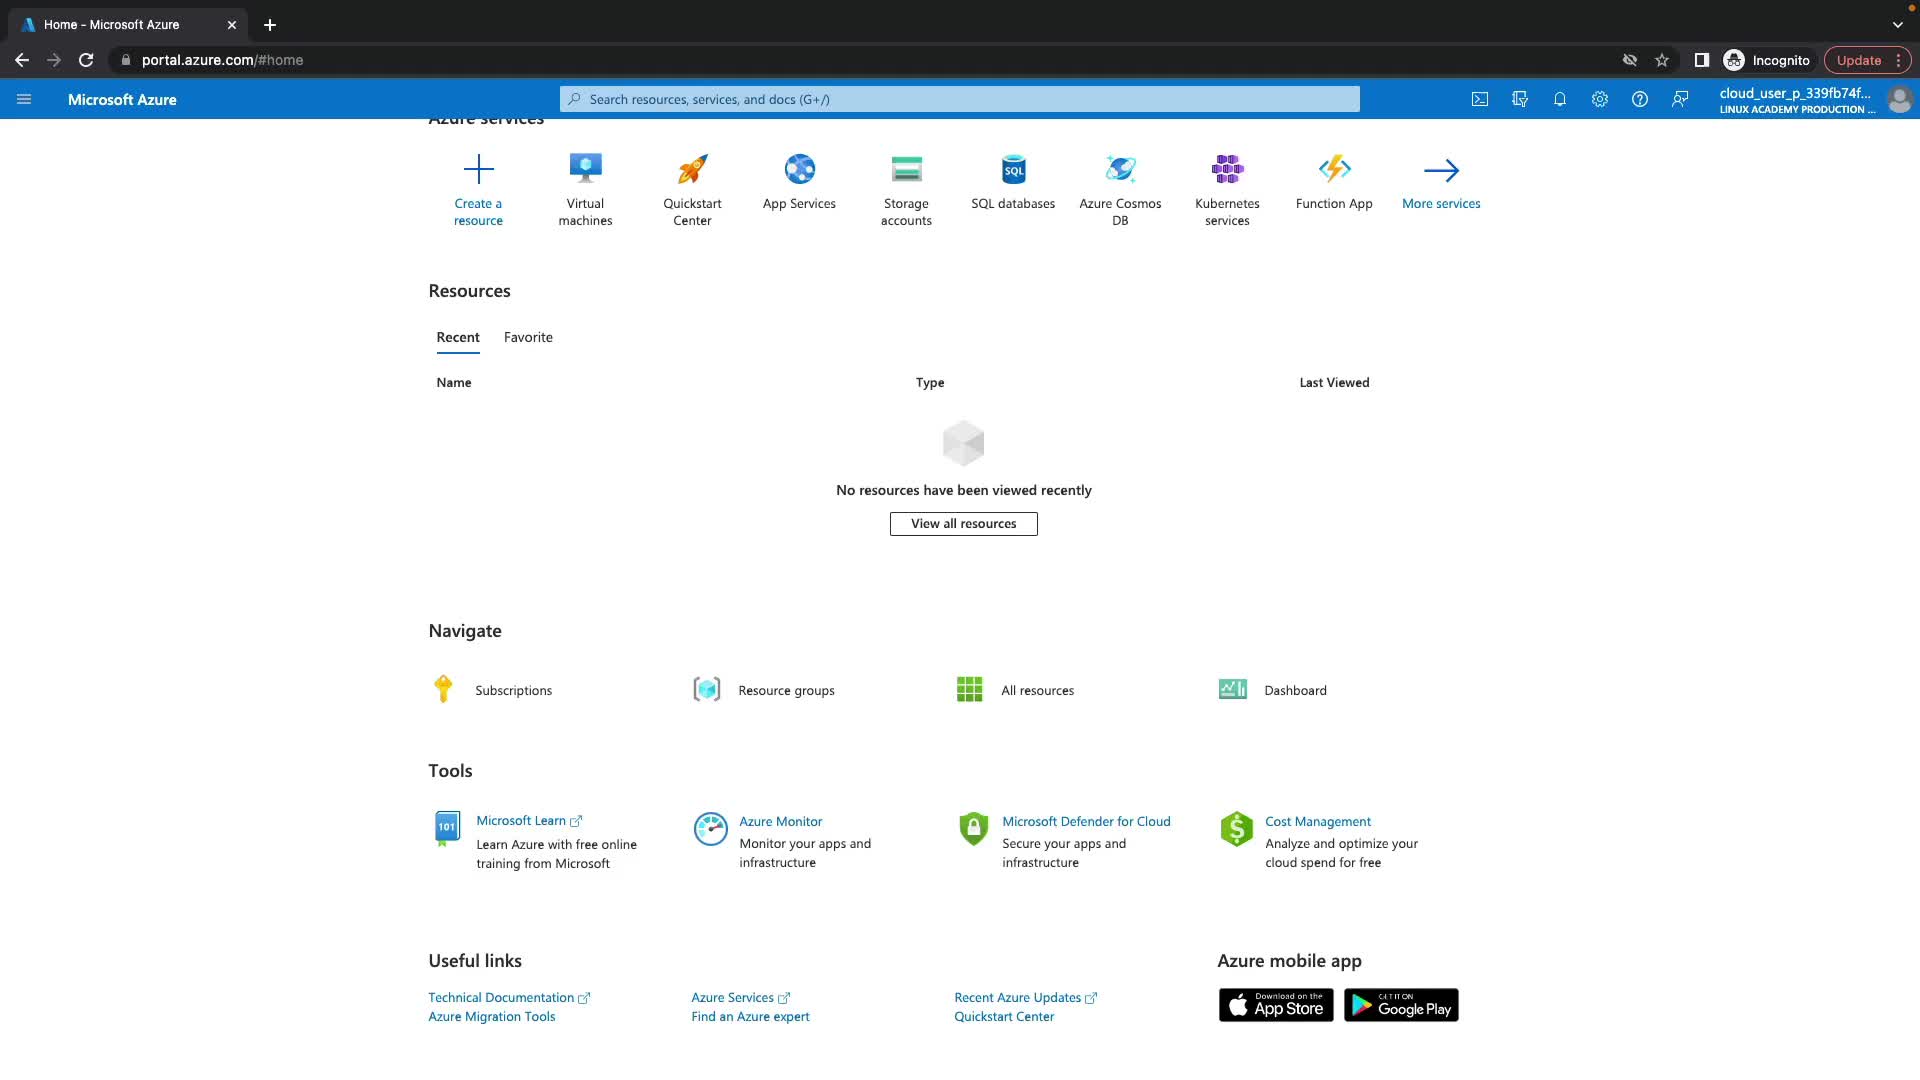 Home - Microsoft Azure
portal.azure.com/#home
Incognito
Update
Microsoft Azure
Search resources, services, and docs (G+/)
cloud_user_p_339fb74f...
LINUX ACADEMY PRODUCTION ...
Azure services
Create a
resource
Virtual
machines
Quickstart
Center
App Services
Storage
accounts
SQL
SQL databases
Azure Cosmos
DB
Kubernetes
services
Function App
More services
Resources
Recent
Favorite
Name
Type
Last Viewed
No resources have been viewed recently
View all resources
Navigate
Subscriptions
Resource groups
All resources
Dashboard
Tools
101
Microsoft Learn
Learn Azure with free online
training from Microsoft
Azure Monitor
Monitor your apps and
infrastructure
Microsoft Defender for Cloud
Secure your apps and
infrastructure
Cost Management
Analyze and optimize your
cloud spend for free
Useful links
Technical Documentation
Azure Migration Tools
Azure Services
Find an Azure expert
Recent Azure Updates
Quickstart Center
Azure mobile app
Download on the
App Store
GET IT ON
Google Play